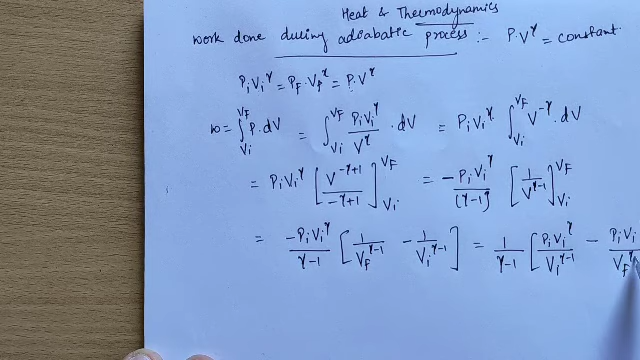 Heat & Thermodynamics
work done during adiabatic process :- P.V^γ = constant.
P_i V_i^γ = P_F . V_F^γ = P.V^γ
W = ∫_{V_i}^{V_F} P.dV = ∫_{V_i}^{V_F} P_i V_i^γ / V^γ . dV = P_i V_i^γ . ∫_{V_i}^{V_F} V^{-γ} . dV
= P_i V_i^γ [ V^{-γ+1} / -γ+1 ]_{V_i}^{V_F} = -P_i V_i^γ / (γ-1) [ 1 / V^{γ-1} ]_{V_i}^{V_F}
= -P_i V_i^γ / γ-1 [ 1 / V_F^{γ-1} - 1 / V_i^{γ-1} ] = 1 / γ-1 [ P_i V_i^γ / V_i^{γ-1} - P_i V_i / V_F^γ